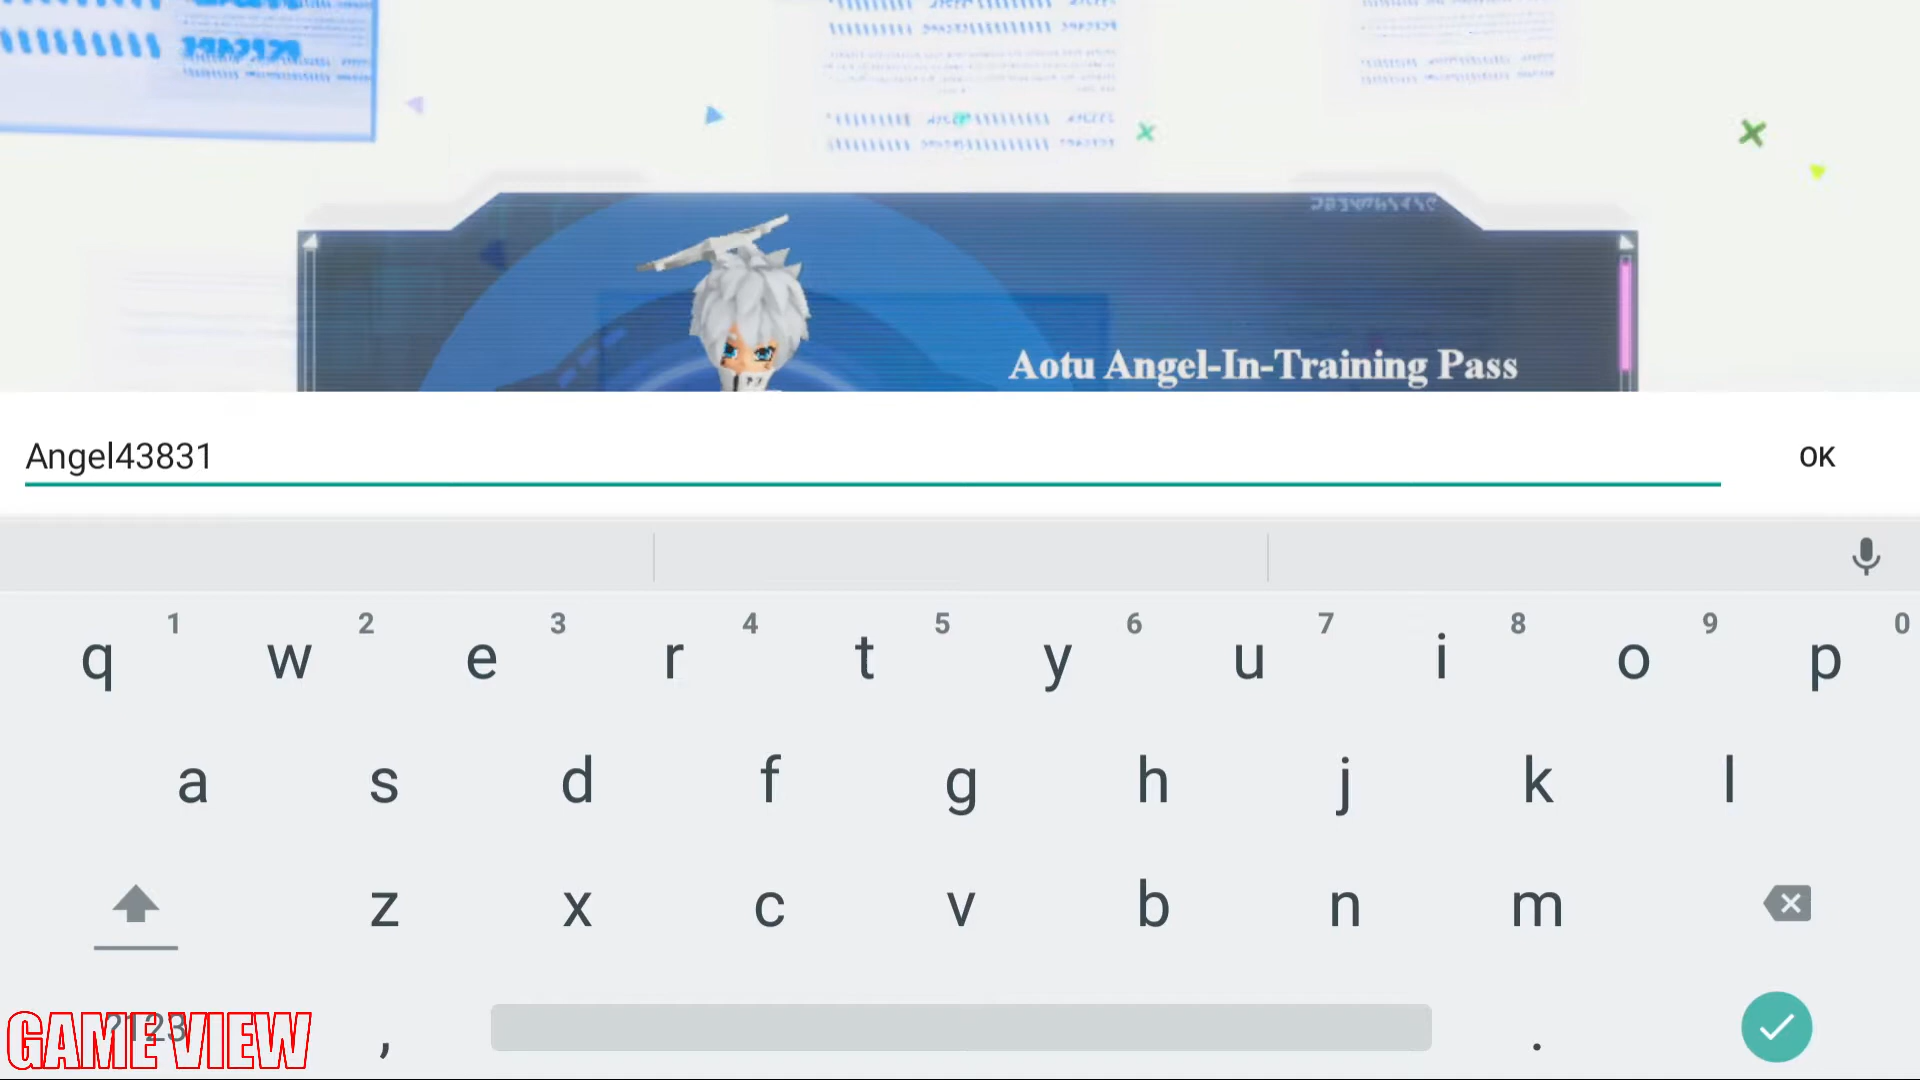 Aotu Angel-In-Training Pass
Angel43831
OK
1 2 3 4 5 6 7 8 9 0
q w e r t y u i o p
a s d f g h j k l
z x c v b n m
?123 , .
GAME VIEW